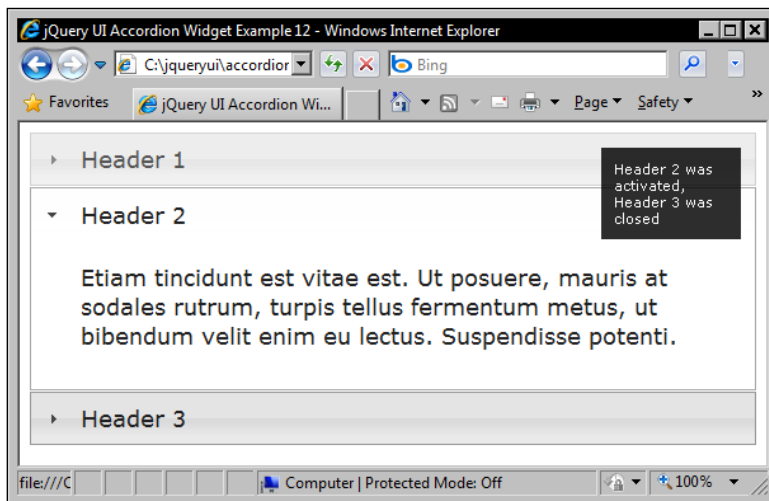 jQuery UI Accordion Widget Example 12 - Windows Internet Explorer
C:\jqueryui\accordior
Bing
Favorites
jQuery UI Accordion Wi...
Page
Safety
»
Header 1
Header 2 was
activated,
Header 3 was
closed
Header 2
Etiam tincidunt est vitae est. Ut posuere, mauris at
sodales rutrum, turpis tellus fermentum metus, ut
bibendum velit enim eu lectus. Suspendisse potenti.
Header 3
file:///C
Computer | Protected Mode: Off
100%